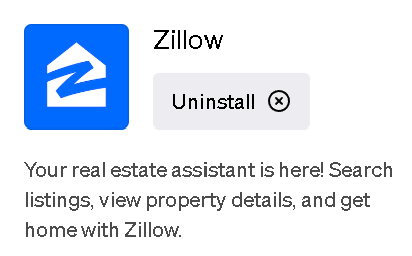 Zillow
Uninstall
Your real estate assistant is here! Search
listings, view property details, and get
home with Zillow.